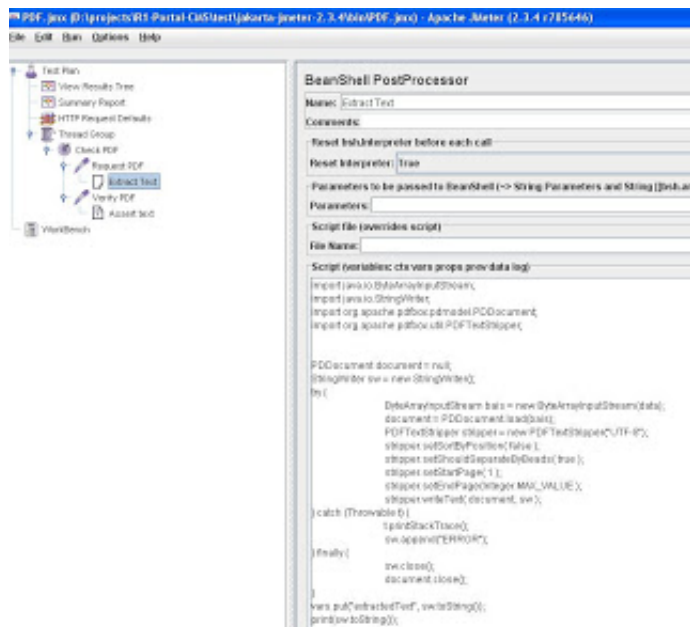 PDF.jmx (D:\projects\R1-Portal-CMS\test\jakarta-jmeter-2.3.4\bin\PDF.jmx) - Apache JMeter (2.3.4 r785646)
File Edit Run Options Help
Test Plan
View Results Tree
Summary Report
HTTP Request Defaults
Thread Group
Check PDF
Request PDF
Extract Text
Verify PDF
Assert text
WorkBench
BeanShell PostProcessor
Name: Extract Text
Comments:
Reset bsh.Interpreter before each call
Reset Interpreter: True
Parameters to be passed to BeanShell (-> String Parameters and String []bsh.ar
Parameters:
Script file (overrides script)
File Name:
Script (variables: ctx vars props prev data log)
import java.io.ByteArrayInputStream;
import java.io.StringWriter;
import org.apache.pdfbox.pdmodel.PDDocument;
import org.apache.pdfbox.util.PDFTextStripper;
PDDocument document = null;
StringWriter sw = new StringWriter();
try {
ByteArrayInputStream bais = new ByteArrayInputStream(data);
document = PDDocument.load(bais);
PDFTextStripper stripper = new PDFTextStripper("UTF-8");
stripper.setSortByPosition( false );
stripper.setShouldSeparateByBeads( true );
stripper.setStartPage( 1 );
stripper.setEndPage(Integer.MAX_VALUE );
stripper.writeText( document, sw );
} catch (Throwable t) {
t.printStackTrace();
sw.append("ERROR");
} finally {
sw.close();
document.close();
}
vars.put("extractedText", sw.toString());
print(sw.toString());